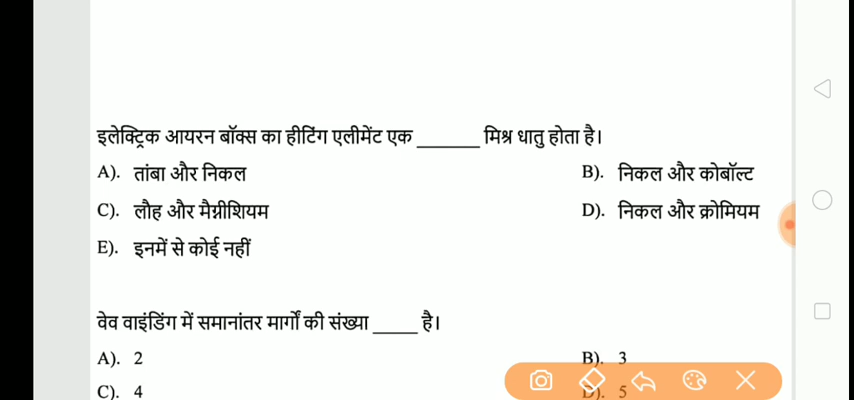 इलेक्ट्रिक आयरन बॉक्स का हीटिंग एलीमेंट एक ______ मिश्र धातु होता है।
A). तांबा और निकल B). निकल और कोबॉल्ट
C). लौह और मैग्नीशियम D). निकल और क्रोमियम
E). इनमें से कोई नहीं
वेव वाइंडिंग में समानांतर मार्गों की संख्या _____ है।
A). 2 B). 3
C). 4 D). 5